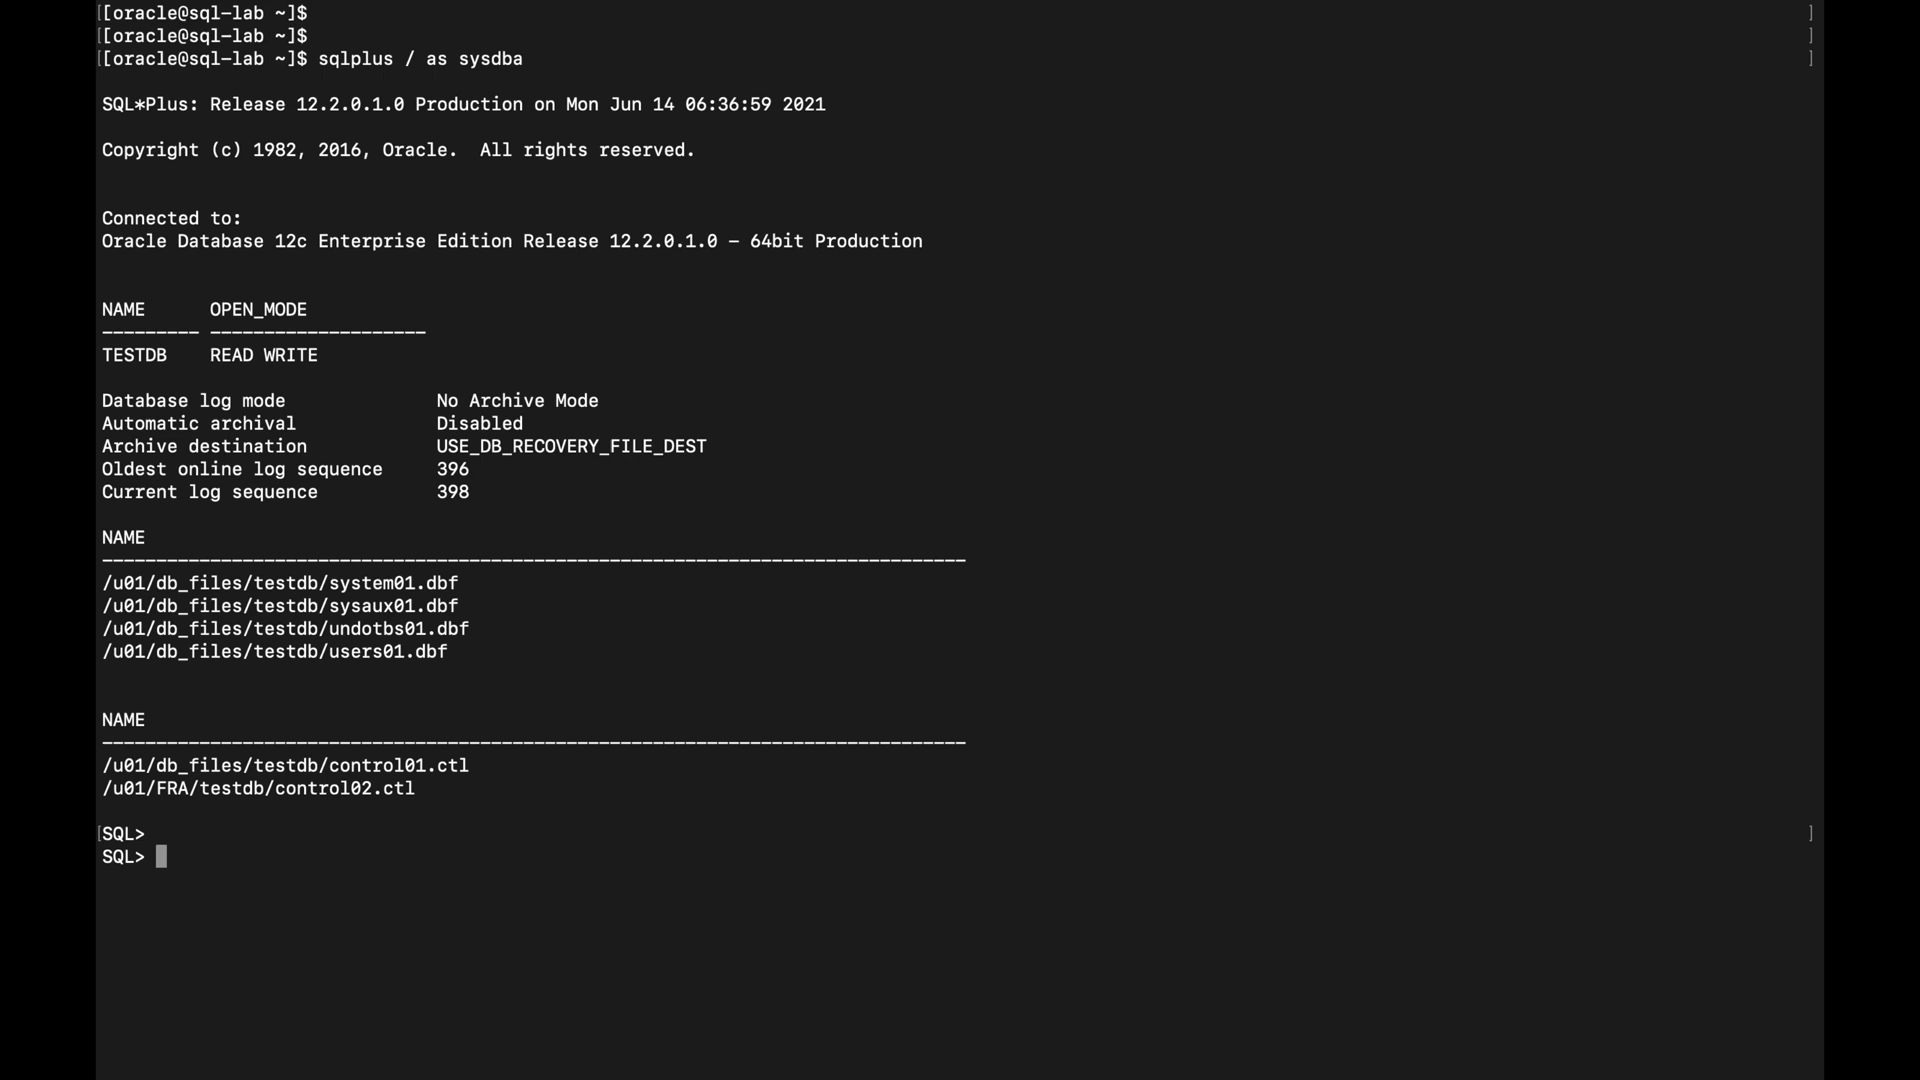 [[oracle@sql-lab ~]$ ]
[[oracle@sql-lab ~]$ ]
[[oracle@sql-lab ~]$ sqlplus / as sysdba ]
SQL*Plus: Release 12.2.0.1.0 Production on Mon Jun 14 06:36:59 2021
Copyright (c) 1982, 2016, Oracle.  All rights reserved.
Connected to:
Oracle Database 12c Enterprise Edition Release 12.2.0.1.0 - 64bit Production
NAME      OPEN_MODE
--------- --------------------
TESTDB    READ WRITE
Database log mode              No Archive Mode
Automatic archival             Disabled
Archive destination            USE_DB_RECOVERY_FILE_DEST
Oldest online log sequence     396
Current log sequence           398
NAME
--------------------------------------------------------------------------------
/u01/db_files/testdb/system01.dbf
/u01/db_files/testdb/sysaux01.dbf
/u01/db_files/testdb/undotbs01.dbf
/u01/db_files/testdb/users01.dbf
NAME
--------------------------------------------------------------------------------
/u01/db_files/testdb/control01.ctl
/u01/FRA/testdb/control02.ctl
[SQL> ]
SQL>